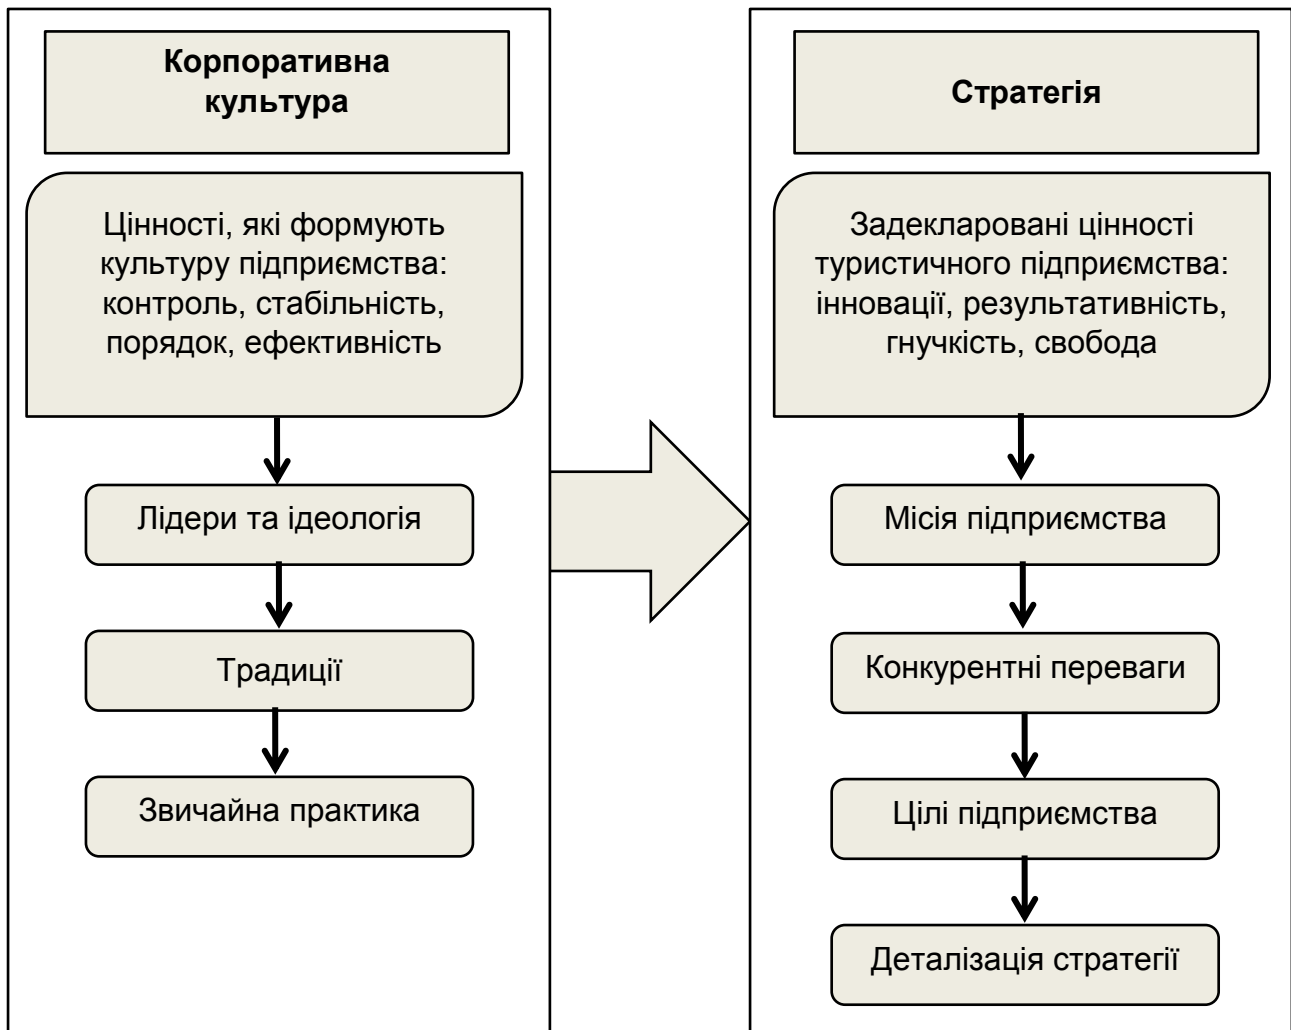 Корпоративна
культура
Цінності, які формують
культуру підприємства:
контроль, стабільність,
порядок, ефективність
Лідери та ідеологія
Традиції
Звичайна практика
Стратегія
Задекларовані цінності
туристичного підприємства:
інновації, результативність,
гнучкість, свобода
Місія підприємства
Конкурентні переваги
Цілі підприємства
Деталізація стратегії